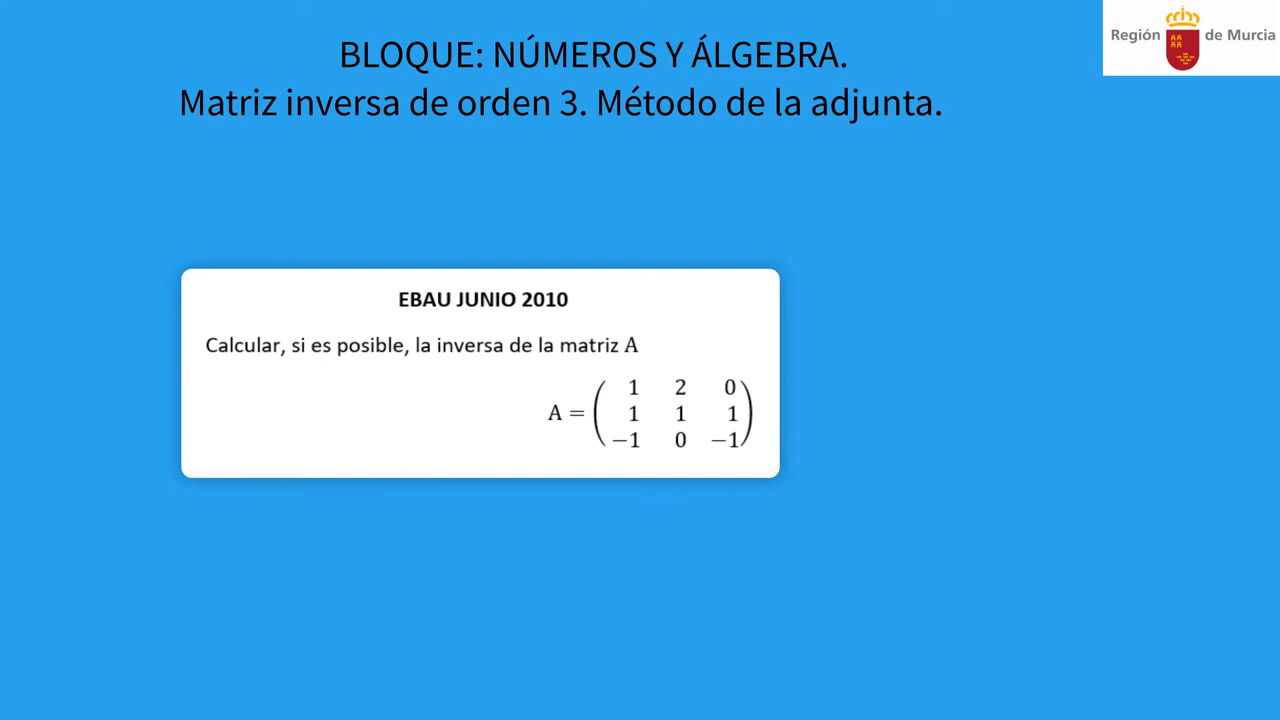 BLOQUE: NÚMEROS Y ÁLGEBRA.
Matriz inversa de orden 3. Método de la adjunta.
Región de Murcia
EBAU JUNIO 2010
Calcular, si es posible, la inversa de la matriz A
1 2 0
A = 1 1 1
−1 0 −1